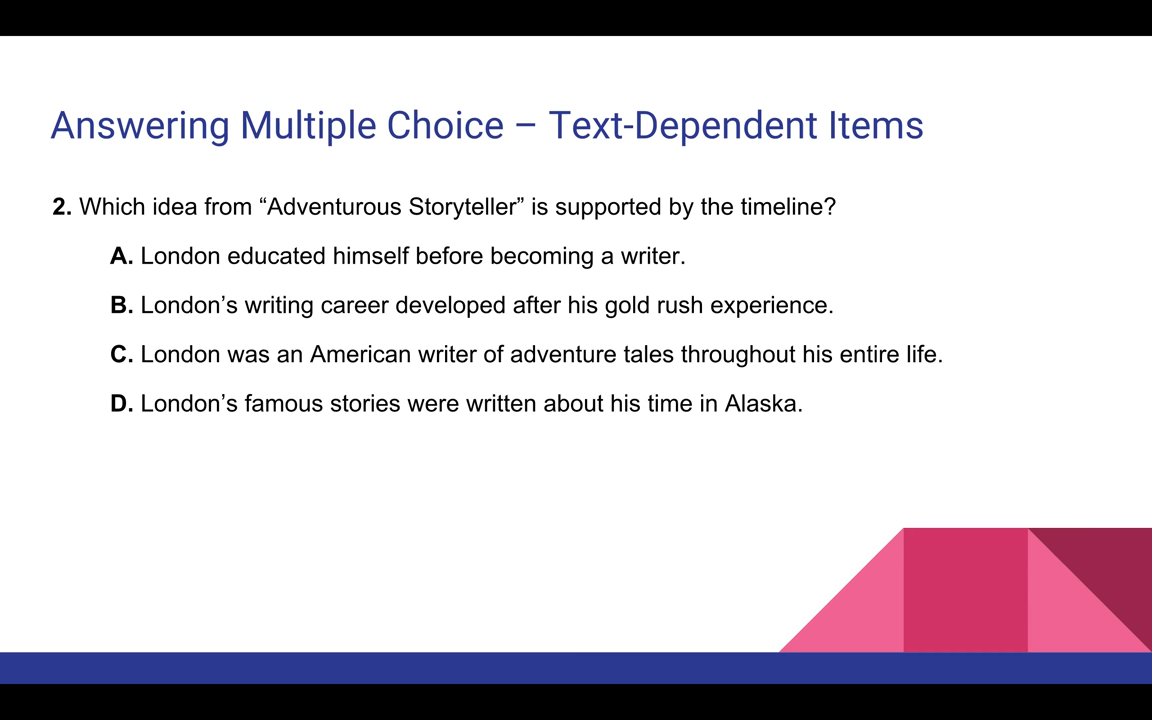 Answering Multiple Choice – Text-Dependent Items
2. Which idea from “Adventurous Storyteller” is supported by the timeline?
A. London educated himself before becoming a writer.
B. London’s writing career developed after his gold rush experience.
C. London was an American writer of adventure tales throughout his entire life.
D. London’s famous stories were written about his time in Alaska.